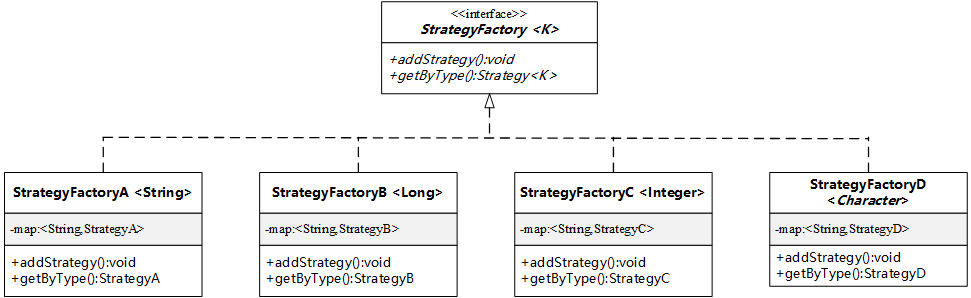 <<interface>>
StrategyFactory <K>
+addStrategy():void
+getByType():Strategy<K>
StrategyFactoryA <String>
-map:<String,StrategyA>
+addStrategy():void
+getByType():StrategyA
StrategyFactoryB <Long>
-map:<String,StrategyB>
+addStrategy():void
+getByType():StrategyB
StrategyFactoryC <Integer>
-map:<String,StrategyC>
+addStrategy():void
+getByType():StrategyC
StrategyFactoryD
<Character>
-map:<String,StrategyD>
+addStrategy():void
+getByType():StrategyD